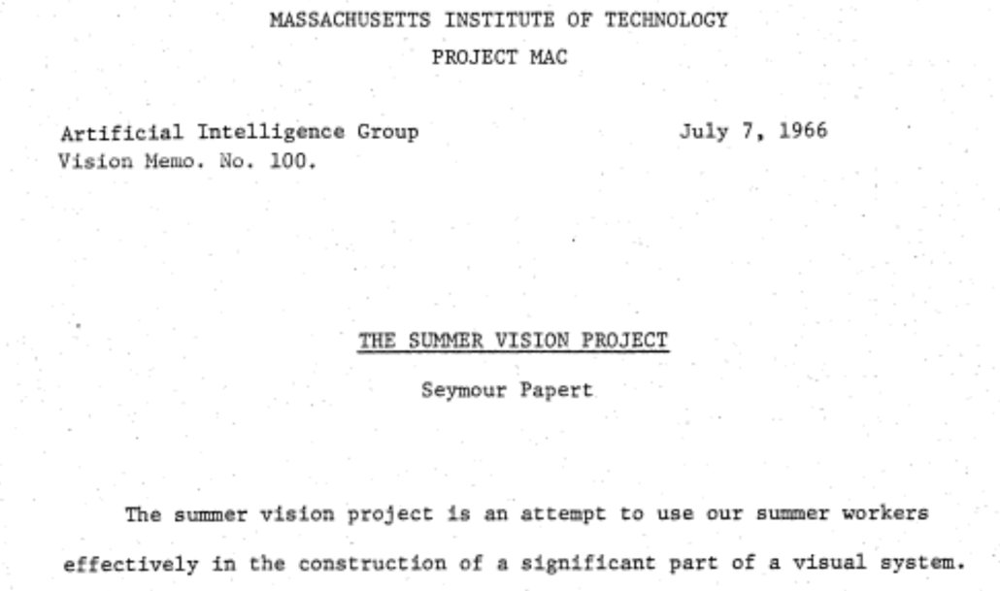 MASSACHUSETTS INSTITUTE OF TECHNOLOGY
PROJECT MAC
Artificial Intelligence Group July 7, 1966
Vision Memo. No. 100.
THE SUMMER VISION PROJECT
Seymour Papert
The summer vision project is an attempt to use our summer workers
effectively in the construction of a significant part of a visual system.